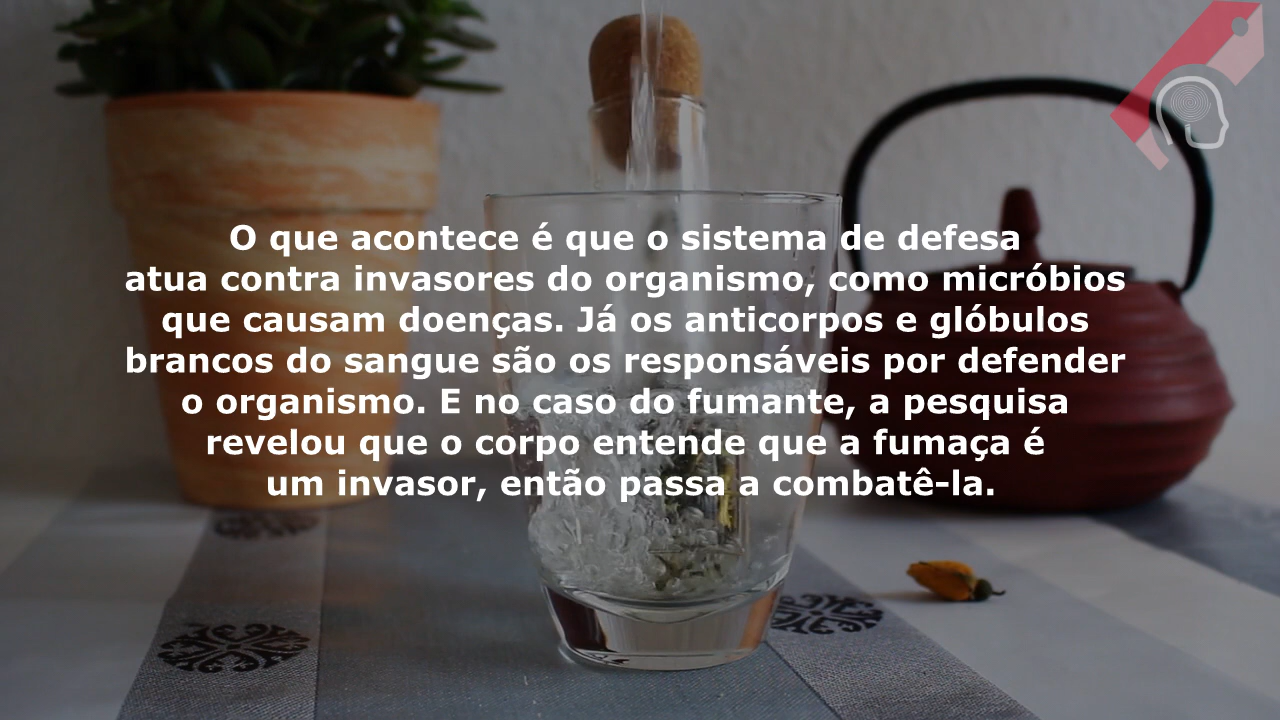 O que acontece é que o sistema de defesa
atua contra invasores do organismo, como micróbios
que causam doenças. Já os anticorpos e glóbulos
brancos do sangue são os responsáveis por defender
o organismo. E no caso do fumante, a pesquisa
revelou que o corpo entende que a fumaça é
um invasor, então passa a combatê-la.